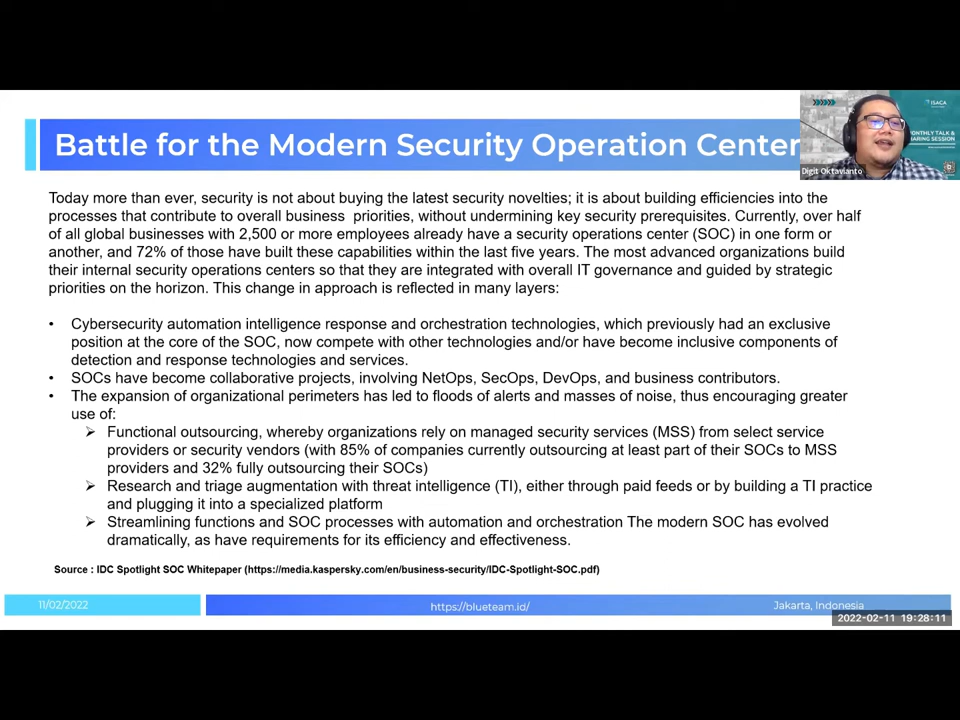 Battle for the Modern Security Operation Center
ISACA
MONTHLY TALK &
SHARING SESSION
Digit Oktavianto
Today more than ever, security is not about buying the latest security novelties; it is about building efficiencies into the
processes that contribute to overall business priorities, without undermining key security prerequisites. Currently, over half
of all global businesses with 2,500 or more employees already have a security operations center (SOC) in one form or
another, and 72% of those have built these capabilities within the last five years. The most advanced organizations build
their internal security operations centers so that they are integrated with overall IT governance and guided by strategic
priorities on the horizon. This change in approach is reflected in many layers:
• Cybersecurity automation intelligence response and orchestration technologies, which previously had an exclusive
position at the core of the SOC, now compete with other technologies and/or have become inclusive components of
detection and response technologies and services.
• SOCs have become collaborative projects, involving NetOps, SecOps, DevOps, and business contributors.
• The expansion of organizational perimeters has led to floods of alerts and masses of noise, thus encouraging greater
use of:
➢ Functional outsourcing, whereby organizations rely on managed security services (MSS) from select service
providers or security vendors (with 85% of companies currently outsourcing at least part of their SOCs to MSS
providers and 32% fully outsourcing their SOCs)
➢ Research and triage augmentation with threat intelligence (TI), either through paid feeds or by building a TI practice
and plugging it into a specialized platform
➢ Streamlining functions and SOC processes with automation and orchestration The modern SOC has evolved
dramatically, as have requirements for its efficiency and effectiveness.
Source : IDC Spotlight SOC Whitepaper (https://media.kaspersky.com/en/business-security/IDC-Spotlight-SOC.pdf)
11/02/2022
https://blueteam.id/
Jakarta, Indonesia
2022-02-11 19:28:11